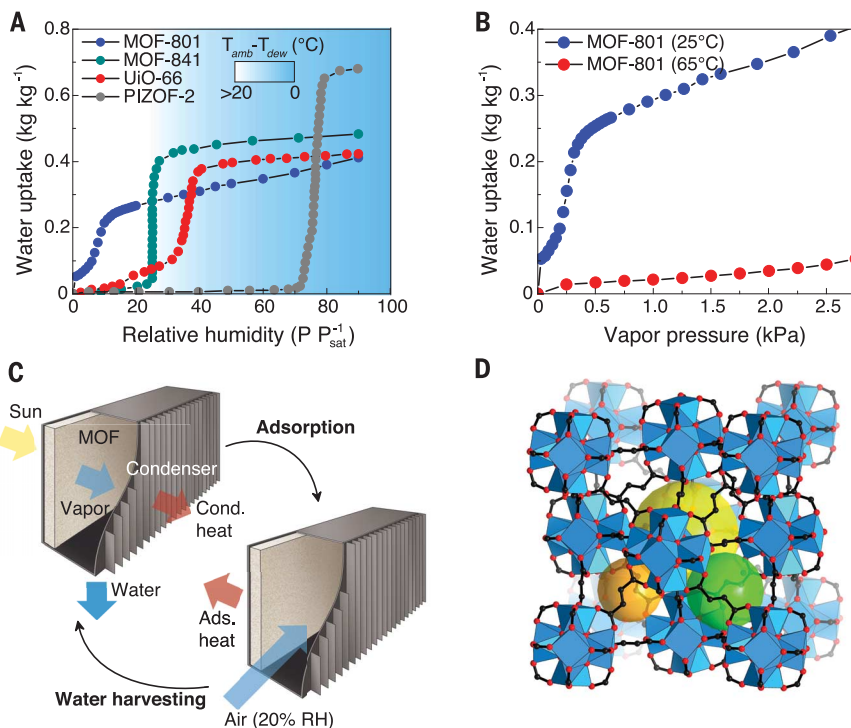 A
0.8
0.6
0.4
0.2
0
Water uptake (kg kg⁻¹)
MOF-801
MOF-841
UiO-66
PIZOF-2
T_amb-T_dew (°C)
>20 0
0 20 40 60 80 100
Relative humidity (P P_sat⁻¹)
B
0.4
0.3
0.2
0.1
0
Water uptake (kg kg⁻¹)
MOF-801 (25°C)
MOF-801 (65°C)
0 0.5 1.0 1.5 2.0 2.5
Vapor pressure (kPa)
C
Sun
MOF
Vapor
Condenser
Cond.
heat
Water
Adsorption
Ads.
heat
Water harvesting
Air (20% RH)
D